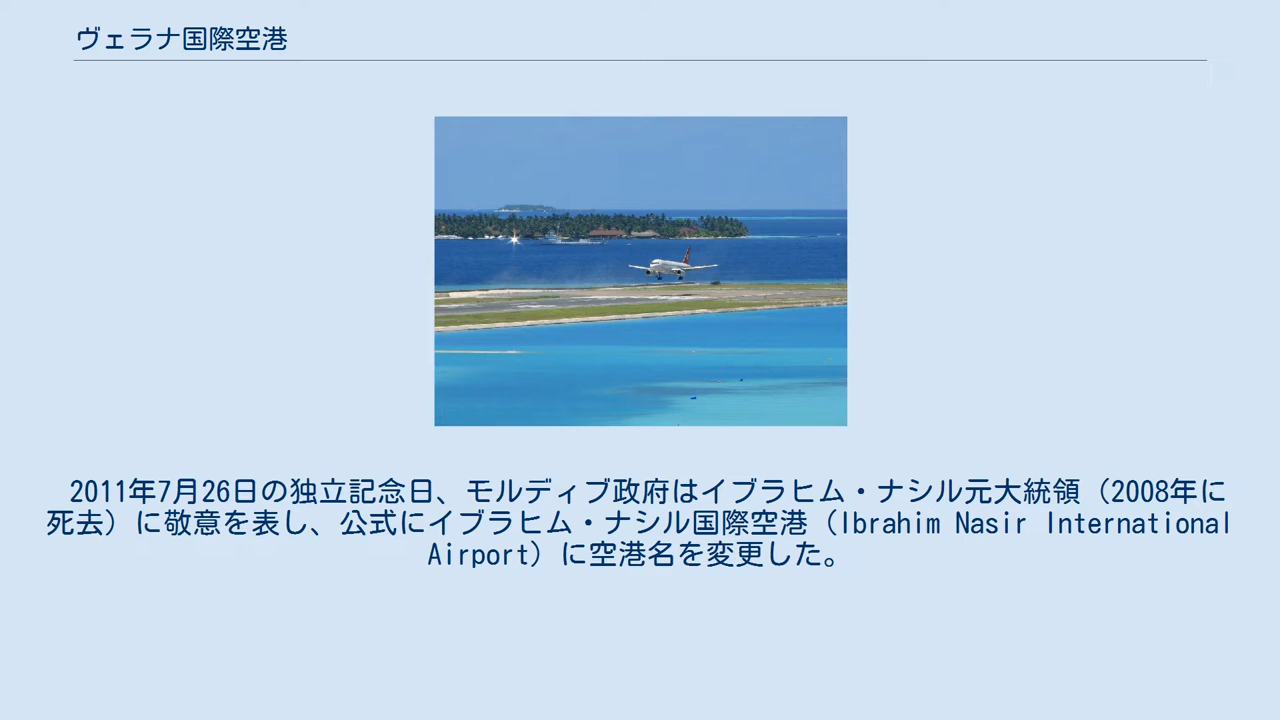 ヴェラナ国際空港
2011年7月26日の独立記念日、モルディブ政府はイブラヒム・ナシル元大統領（2008年に
死去）に敬意を表し、公式にイブラヒム・ナシル国際空港（Ibrahim Nasir International
Airport）に空港名を変更した。